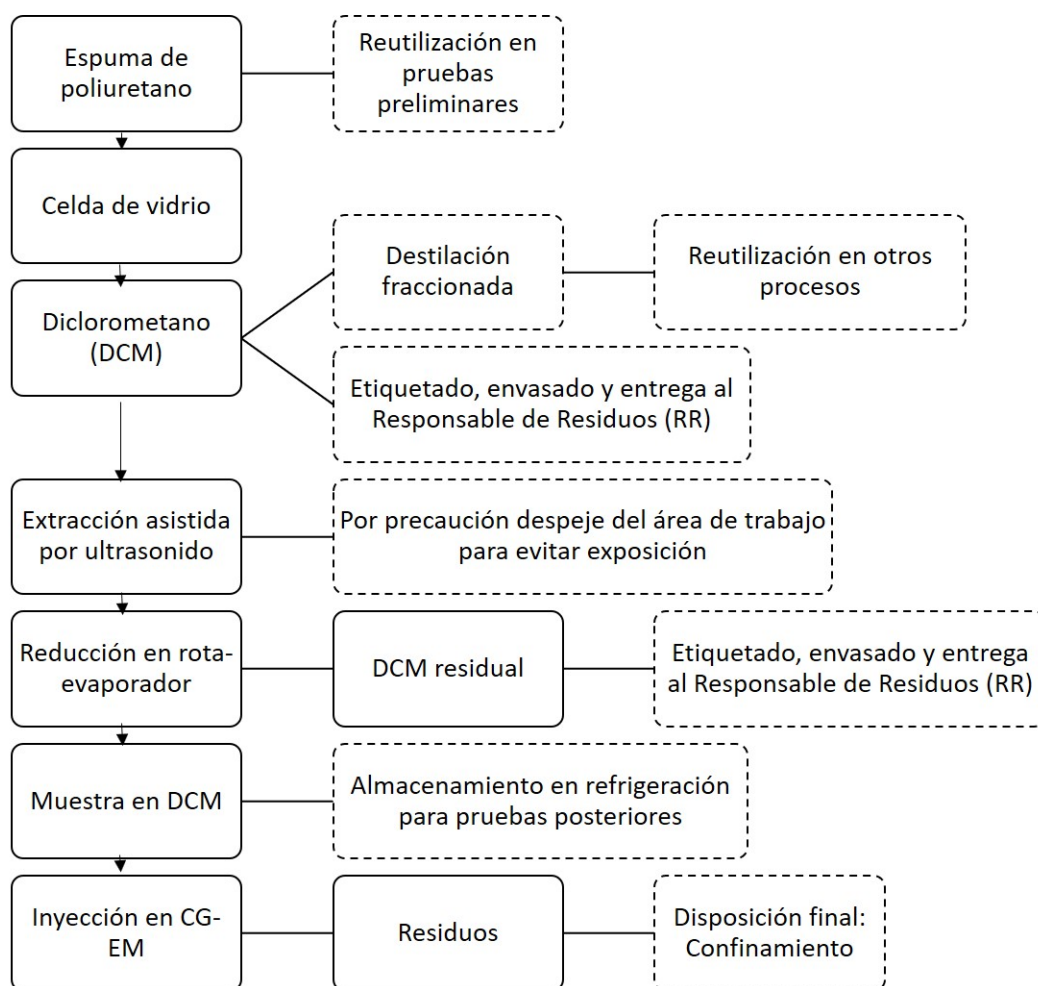 Espuma de
poliuretano
Reutilización en
pruebas
preliminares
Celda de vidrio
Diclorometano
(DCM)
Destilación
fraccionada
Reutilización en otros
procesos
Etiquetado, envasado y entrega al
Responsable de Residuos (RR)
Extracción asistida
por ultrasonido
Por precaución despeje del área de trabajo
para evitar exposición
Reducción en rota-
evaporador
DCM residual
Etiquetado, envasado y entrega
al Responsable de Residuos (RR)
Muestra en DCM
Almacenamiento en refrigeración
para pruebas posteriores
Inyección en CG-
EM
Residuos
Disposición final:
Confinamiento